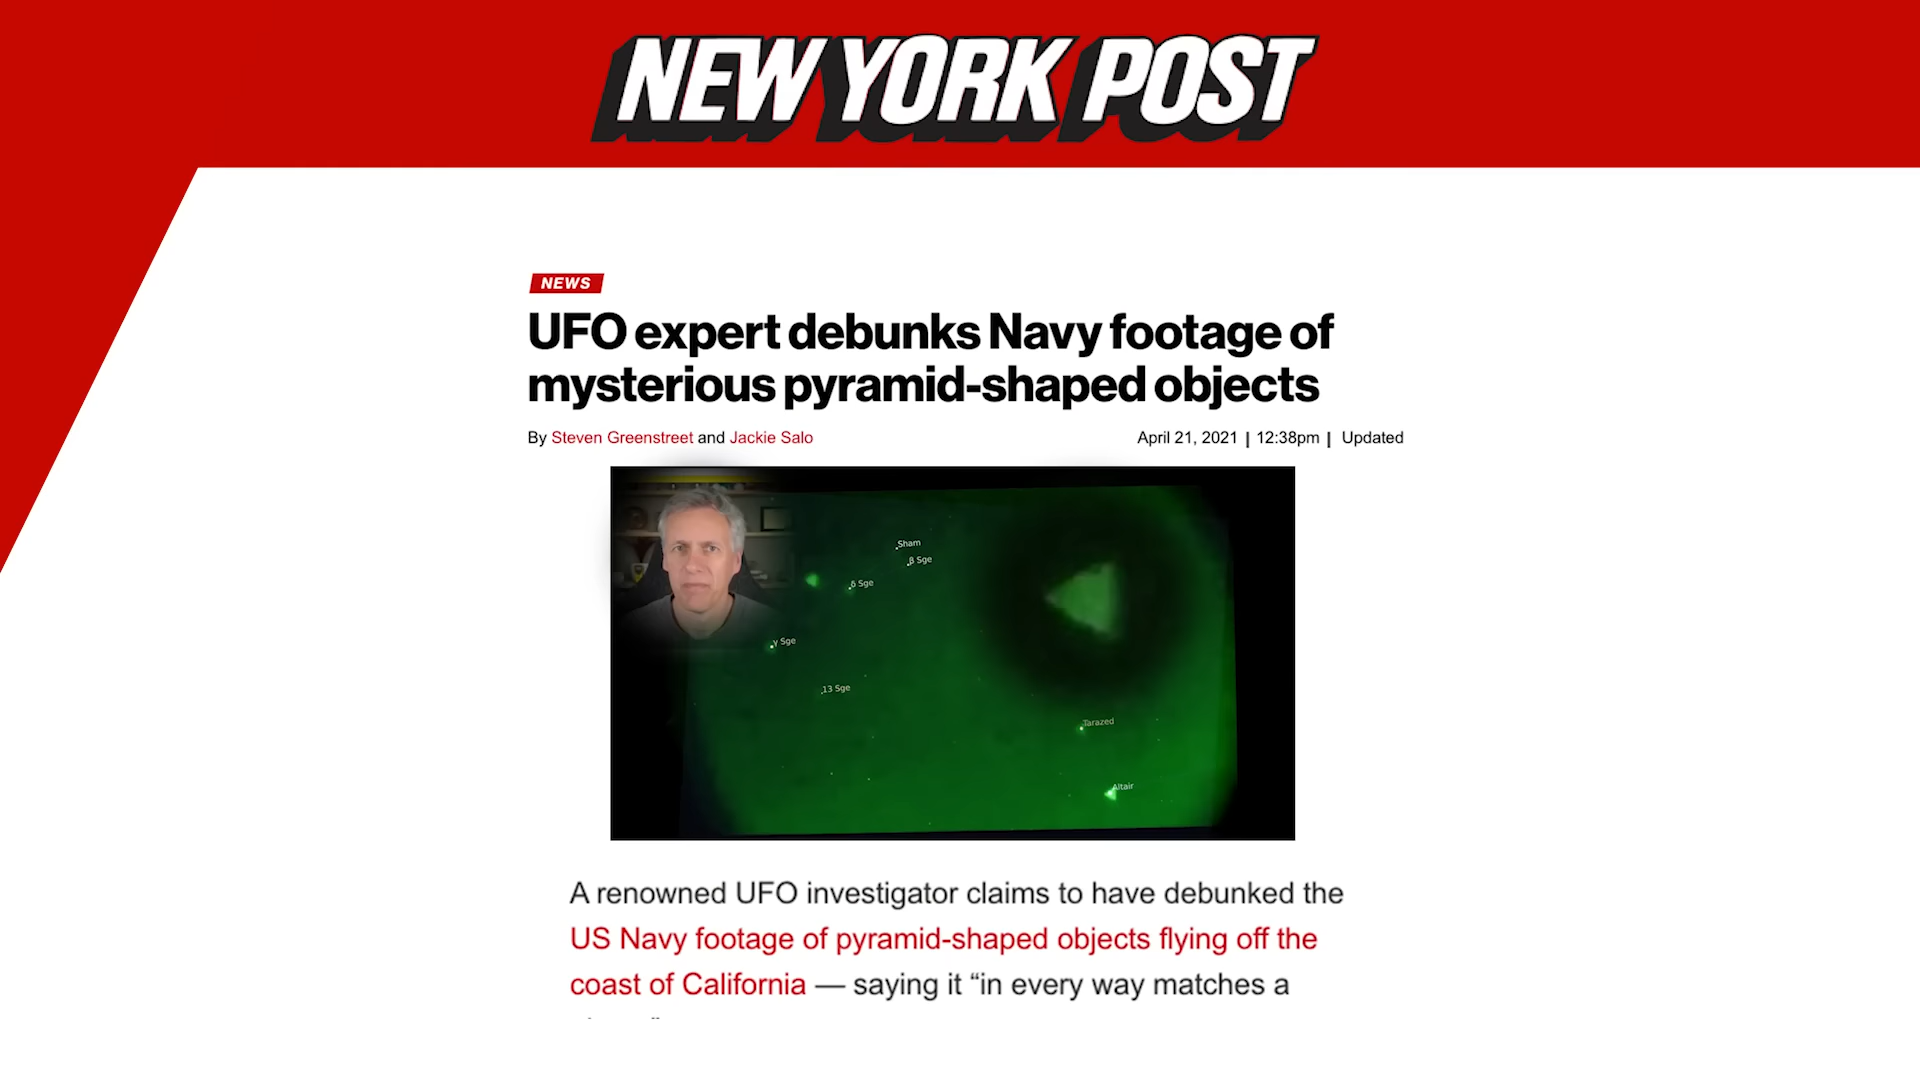 NEW YORK POST
NEWS
UFO expert debunks Navy footage of
mysterious pyramid-shaped objects
By Steven Greenstreet and Jackie Salo
April 21, 2021 | 12:38pm | Updated
Sham
β Sge
δ Sge
γ Sge
13 Sge
Tarazed
Altair
A renowned UFO investigator claims to have debunked the
US Navy footage of pyramid-shaped objects flying off the
coast of California — saying it “in every way matches a